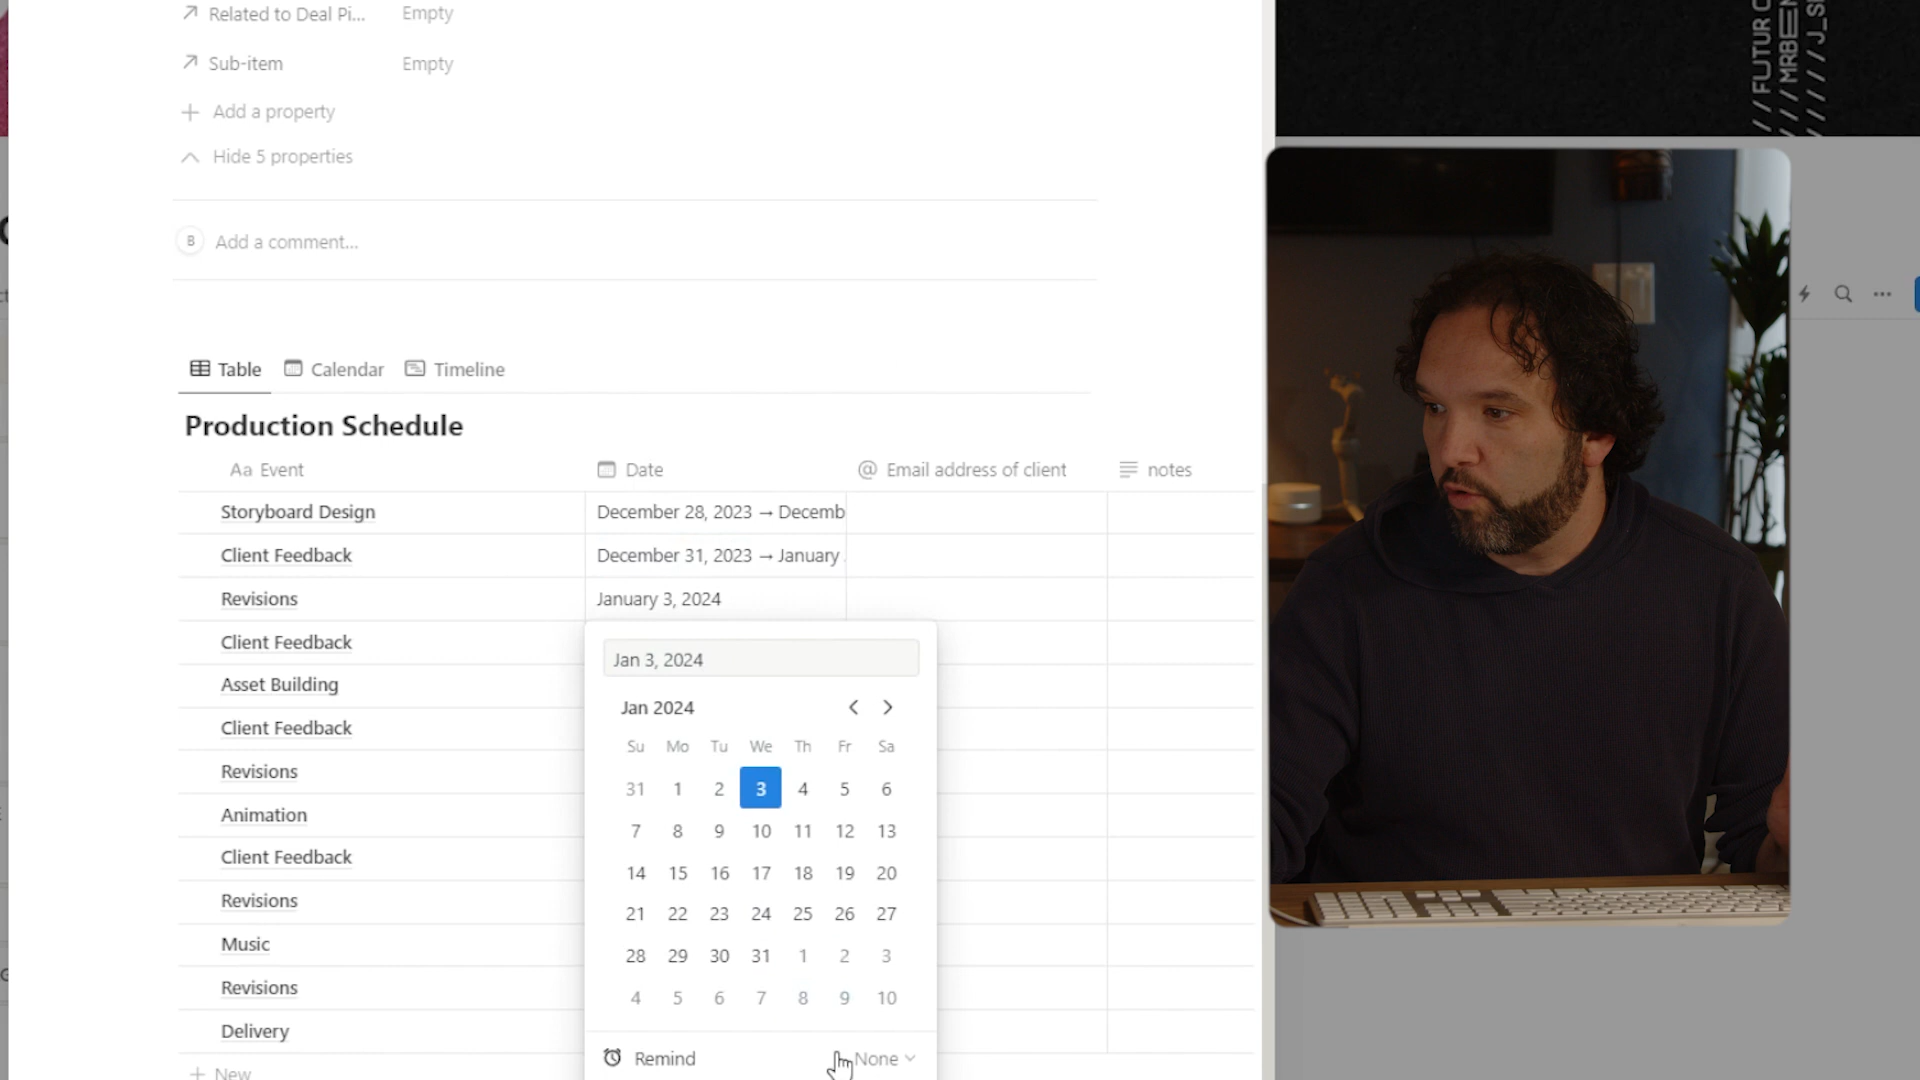 Related to Deal Pi... Empty
Sub-item Empty
Add a property
Hide 5 properties
B Add a comment...
Table Calendar Timeline
Production Schedule
Aa Event Date @ Email address of client notes
Storyboard Design December 28, 2023 → Decemb
Client Feedback December 31, 2023 → January
Revisions January 3, 2024
Client Feedback
Asset Building
Client Feedback
Revisions
Animation
Client Feedback
Revisions
Music
Revisions
Delivery
+ New
Jan 3, 2024
Jan 2024
Su Mo Tu We Th Fr Sa
31 1 2 3 4 5 6
7 8 9 10 11 12 13
14 15 16 17 18 19 20
21 22 23 24 25 26 27
28 29 30 31 1 2 3
4 5 6 7 8 9 10
Remind None
// FUTUR